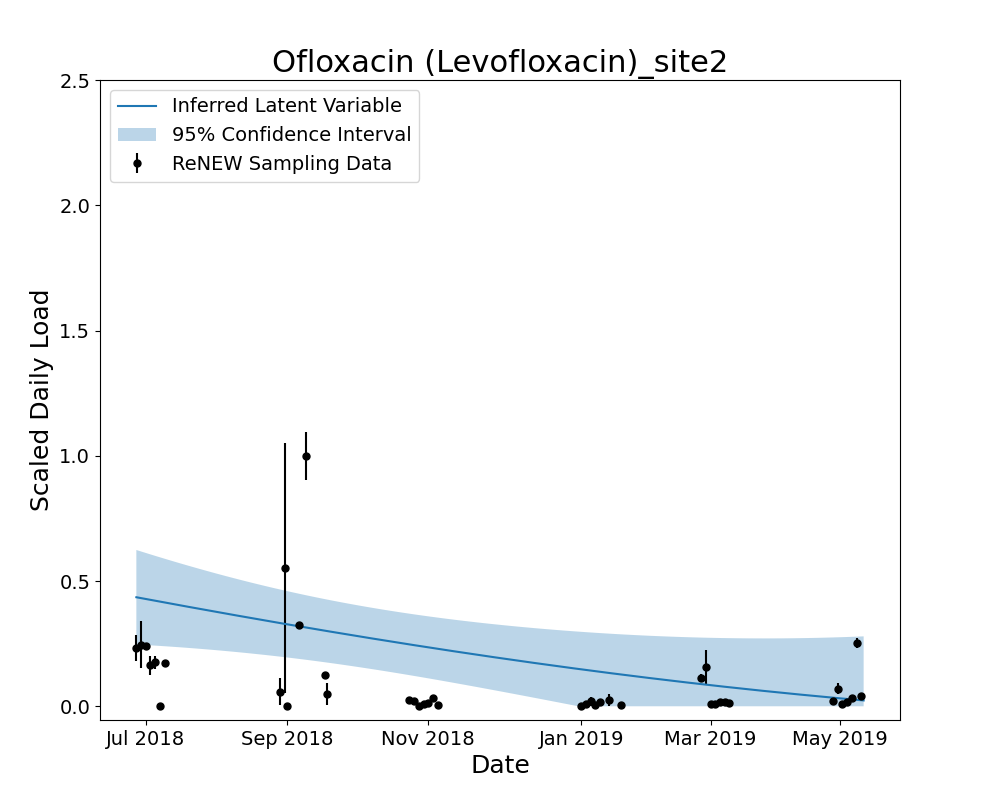 Ofloxacin (Levofloxacin)_site2
2.5
2.0
1.5
1.0
0.5
0.0
Scaled Daily Load
Inferred Latent Variable
95% Confidence Interval
ReNEW Sampling Data
Jul 2018
Sep 2018
Nov 2018
Jan 2019
Mar 2019
May 2019
Date